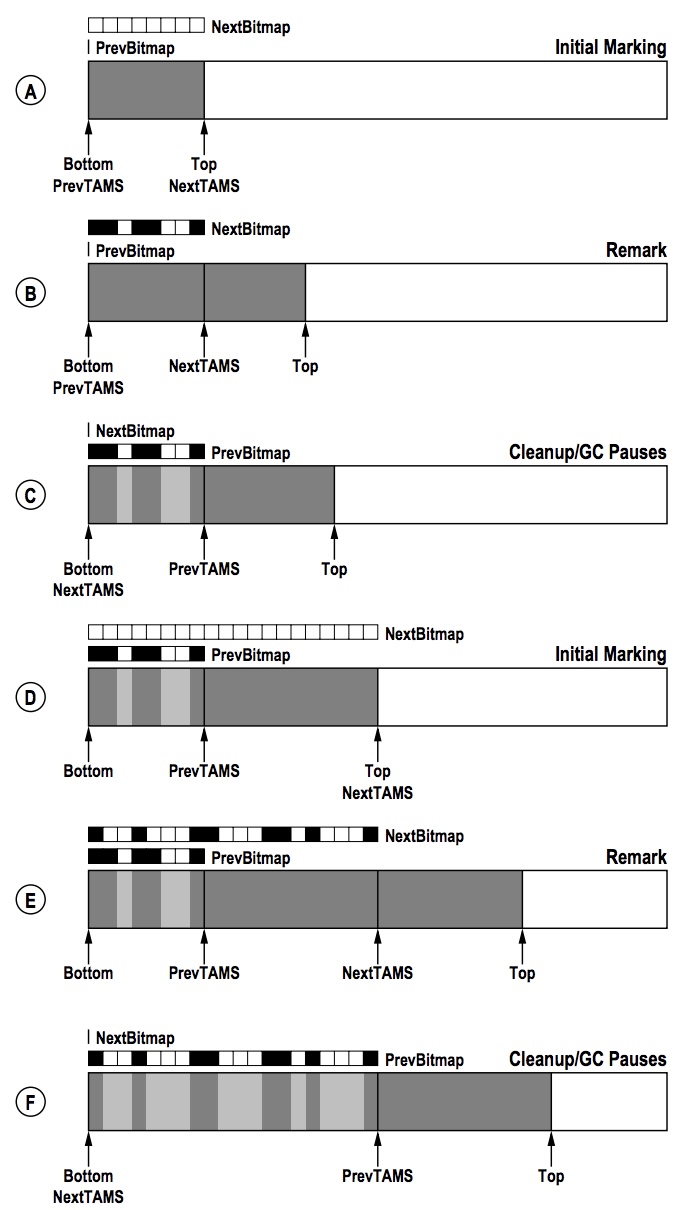 NextBitmap
PrevBitmap Initial Marking
A
Bottom Top
PrevTAMS NextTAMS
NextBitmap
PrevBitmap Remark
B
Bottom NextTAMS Top
PrevTAMS
NextBitmap
PrevBitmap Cleanup/GC Pauses
C
Bottom PrevTAMS Top
NextTAMS
NextBitmap
PrevBitmap Initial Marking
D
Bottom PrevTAMS Top
NextTAMS
NextBitmap
PrevBitmap Remark
E
Bottom PrevTAMS NextTAMS Top
NextBitmap
PrevBitmap Cleanup/GC Pauses
F
Bottom PrevTAMS Top
NextTAMS